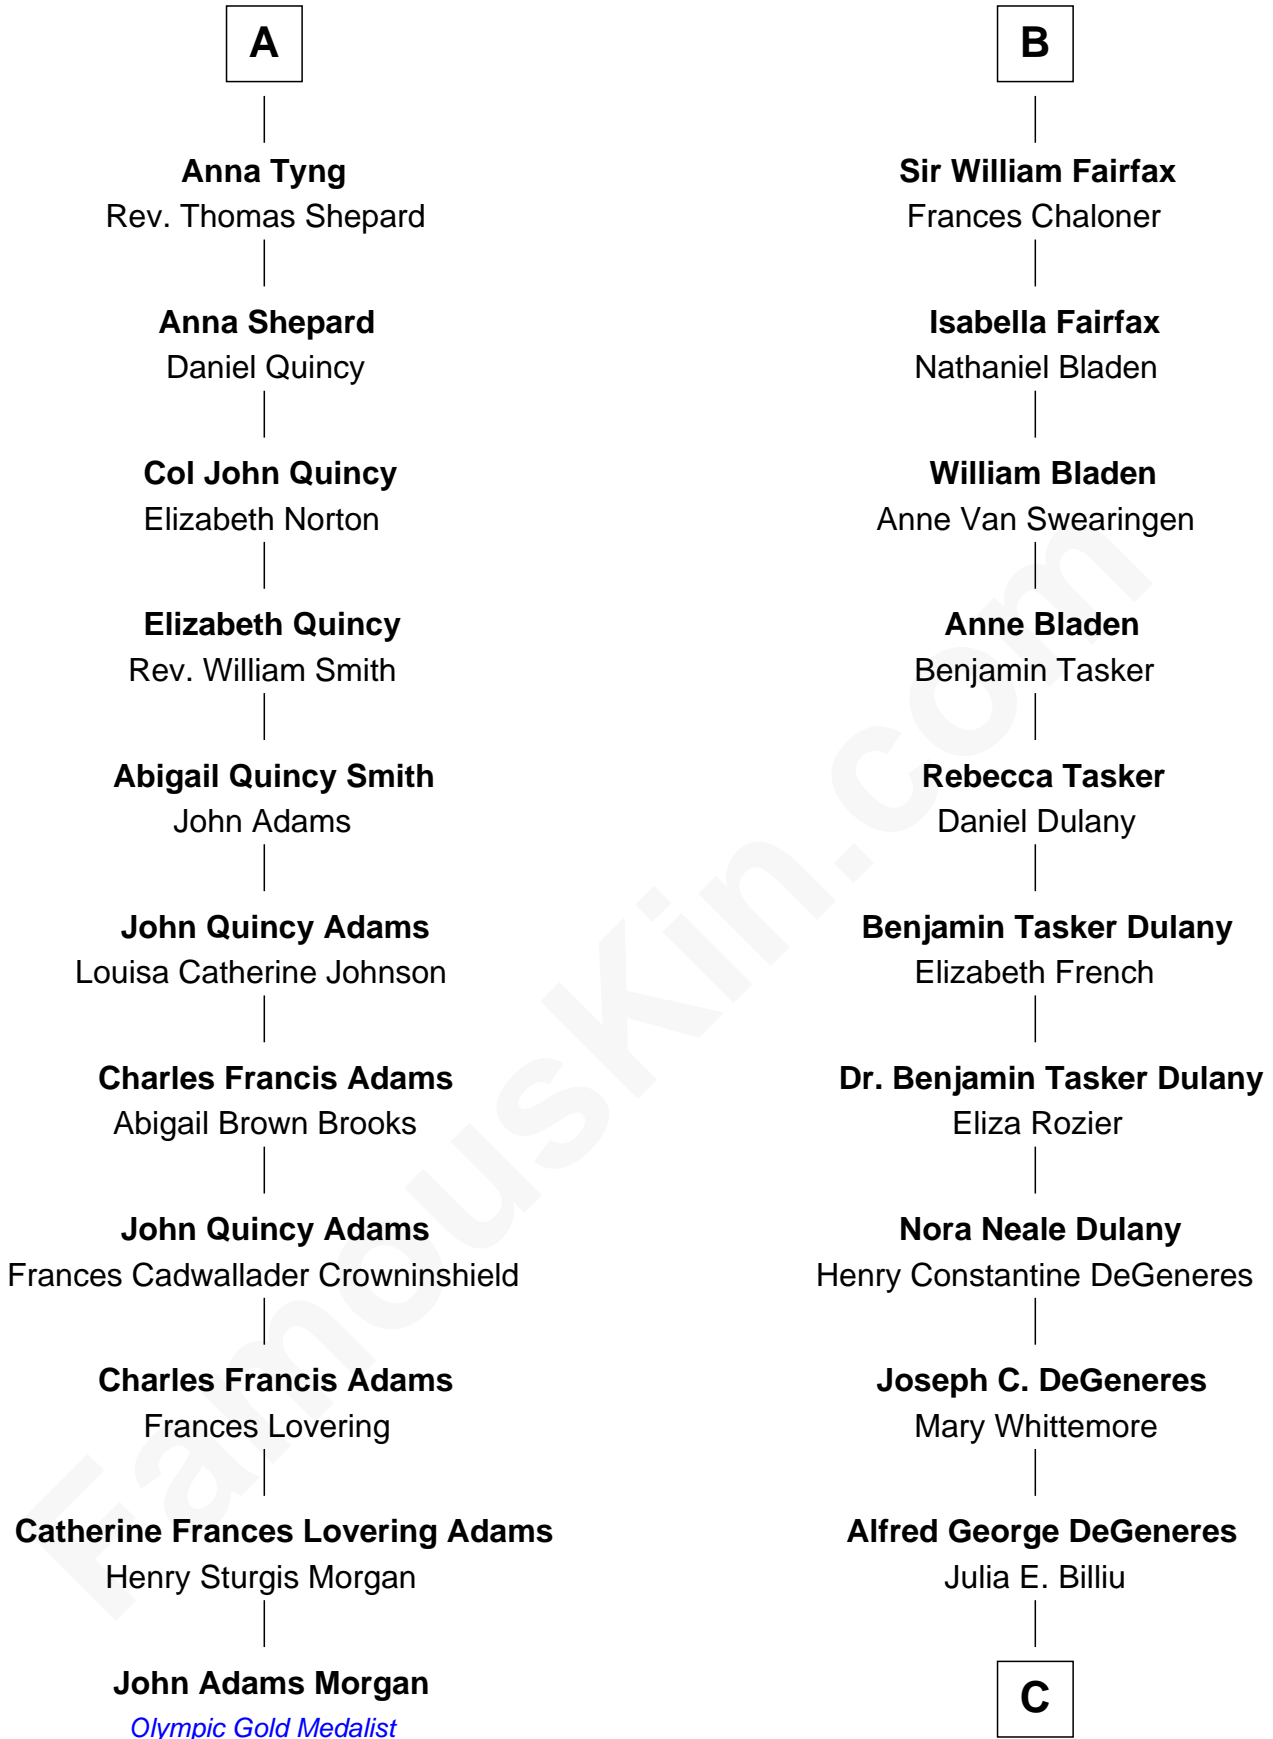 A
Anna Tyng
Rev. Thomas Shepard
Anna Shepard
Daniel Quincy
Col John Quincy
Elizabeth Norton
Elizabeth Quincy
Rev. William Smith
Abigail Quincy Smith
John Adams
John Quincy Adams
Louisa Catherine Johnson
Charles Francis Adams
Abigail Brown Brooks
John Quincy Adams
Frances Cadwallader Crowninshield
Charles Francis Adams
Frances Lovering
Catherine Frances Lovering Adams
Henry Sturgis Morgan
John Adams Morgan
Olympic Gold Medalist
B
Sir William Fairfax
Frances Chaloner
Isabella Fairfax
Nathaniel Bladen
William Bladen
Anne Van Swearingen
Anne Bladen
Benjamin Tasker
Rebecca Tasker
Daniel Dulany
Benjamin Tasker Dulany
Elizabeth French
Dr. Benjamin Tasker Dulany
Eliza Rozier
Nora Neale Dulany
Henry Constantine DeGeneres
Joseph C. DeGeneres
Mary Whittemore
Alfred George DeGeneres
Julia E. Billiu
C
FamousKin.com